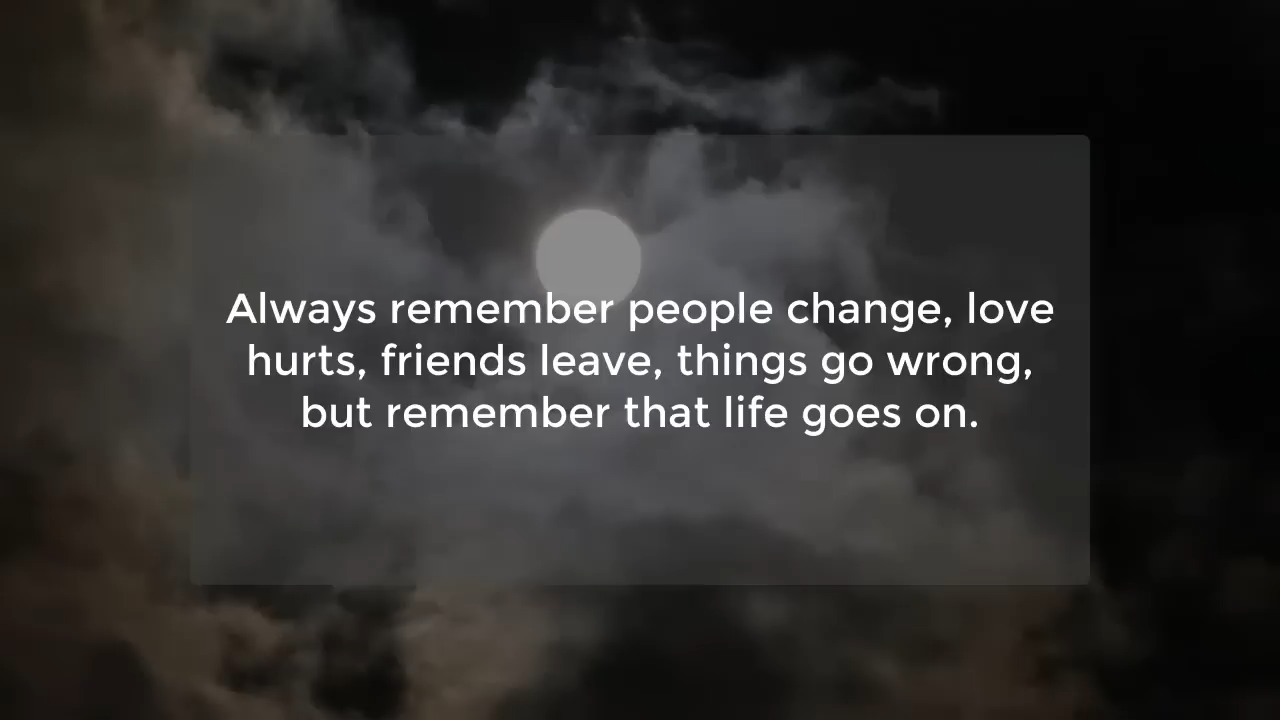 Always remember people change, love
hurts, friends leave, things go wrong,
but remember that life goes on.